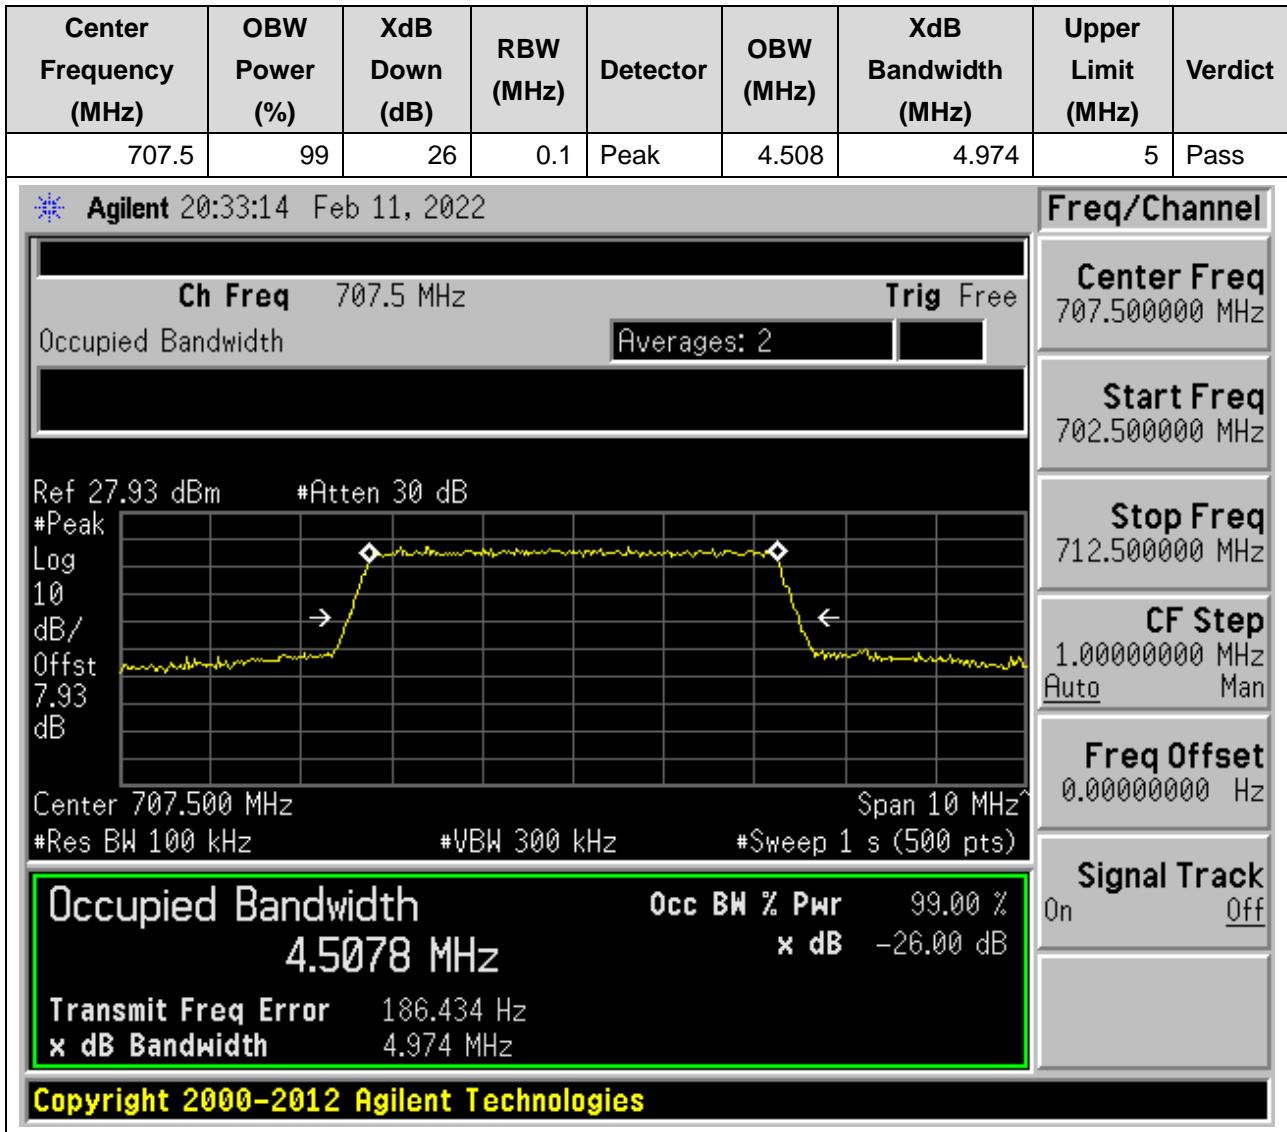 Center Frequency (MHz) OBW Power (%) XdB Down (dB) RBW (MHz) Detector OBW (MHz) XdB Bandwidth (MHz) Upper Limit (MHz) Verdict
707.5 99 26 0.1 Peak 4.508 4.974 5 Pass
Agilent 20:33:14 Feb 11, 2022
Ch Freq 707.5 MHz Trig Free
Occupied Bandwidth Averages: 2
Ref 27.93 dBm #Atten 30 dB
#Peak
Log
10
dB/
Offst
7.93
dB
Center 707.500 MHz Span 10 MHz^
#Res BW 100 kHz #VBW 300 kHz #Sweep 1 s (500 pts)
Occupied Bandwidth Occ BW % Pwr 99.00 %
4.5078 MHz x dB -26.00 dB
Transmit Freq Error 186.434 Hz
x dB Bandwidth 4.974 MHz
Copyright 2000-2012 Agilent Technologies
Freq/Channel
Center Freq
707.500000 MHz
Start Freq
702.500000 MHz
Stop Freq
712.500000 MHz
CF Step
1.00000000 MHz
Auto Man
Freq Offset
0.00000000 Hz
Signal Track
On Off